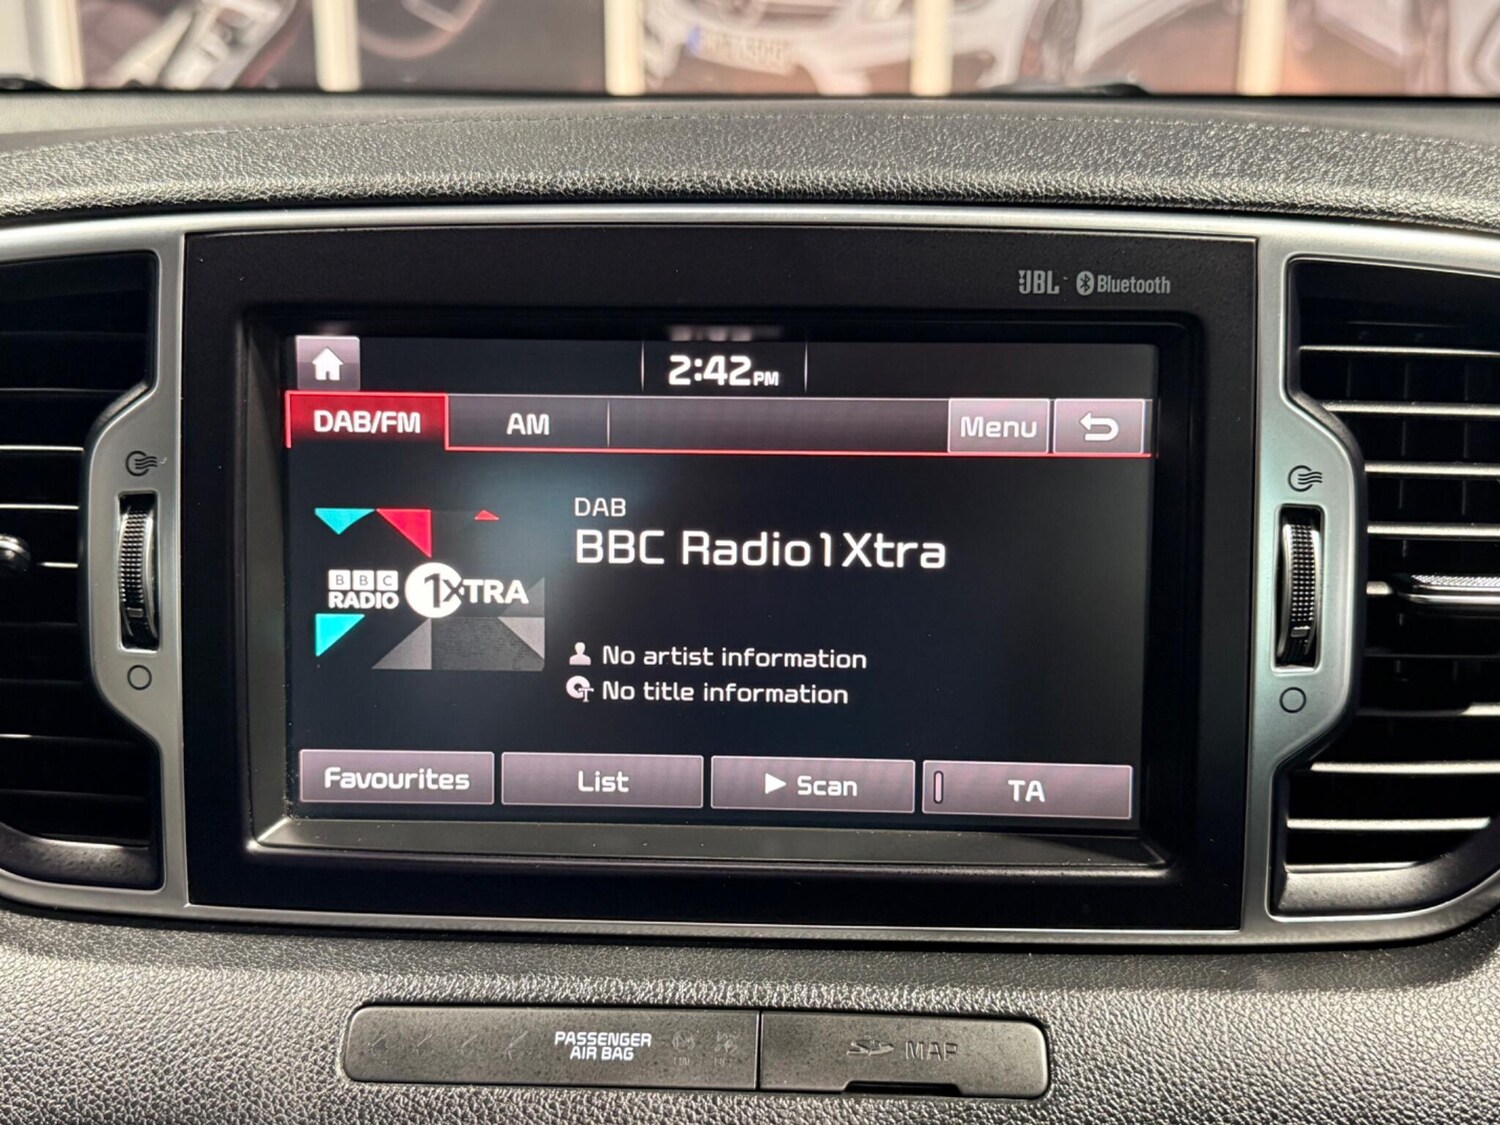 JBL Bluetooth
2:42PM
DAB/FM AM Menu
DAB
BBC Radio1Xtra
BBC
RADIO 1XTRA
No artist information
No title information
Favourites List Scan TA
PASSENGER
AIR BAG
SD MAP